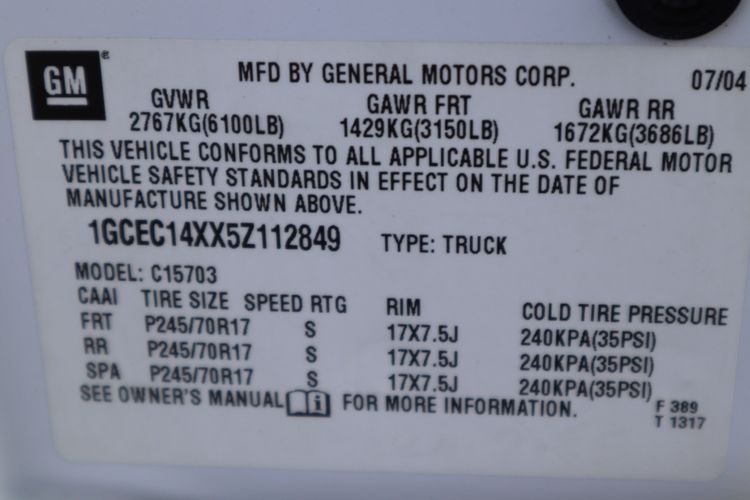 GM®
MFD BY GENERAL MOTORS CORP. 07/04
GVWR GAWR FRT GAWR RR
2767KG(6100LB) 1429KG(3150LB) 1672KG(3686LB)
THIS VEHICLE CONFORMS TO ALL APPLICABLE U.S. FEDERAL MOTOR
VEHICLE SAFETY STANDARDS IN EFFECT ON THE DATE OF
MANUFACTURE SHOWN ABOVE.
1GCEC14XX5Z112849 TYPE: TRUCK
MODEL: C15703
CAAI TIRE SIZE SPEED RTG RIM COLD TIRE PRESSURE
FRT P245/70R17 S 17X7.5J 240KPA(35PSI)
RR P245/70R17 S 17X7.5J 240KPA(35PSI)
SPA P245/70R17 S 17X7.5J 240KPA(35PSI)
SEE OWNER'S MANUAL i FOR MORE INFORMATION.
F 389
T 1317